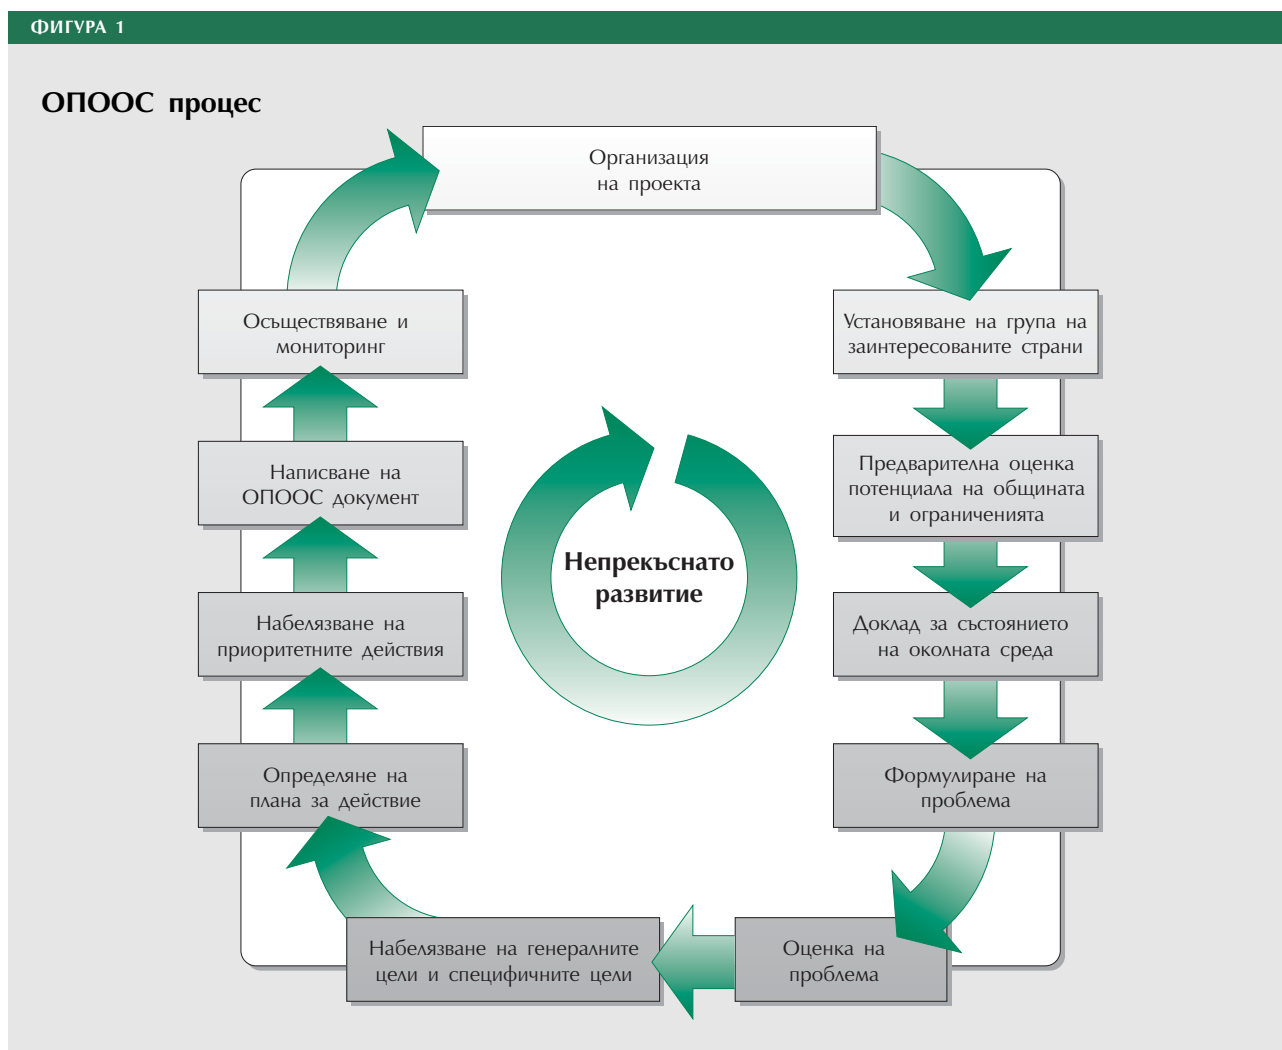 ФИГУРА 1
ОПООС процес
Организация
на проекта
Установяване на група на
заинтересованите страни
Предварителна оценка
потенциала на общината
и ограниченията
Доклад за състоянието
на околната среда
Формулиране на
проблема
Оценка на
проблема
Набелязване на генералните
цели и специфичните цели
Определяне на
плана за действие
Набелязване на
приоритетните действия
Написване на
ОПООС документ
Осъществяване и
мониторинг
Непрекъснато
развитие